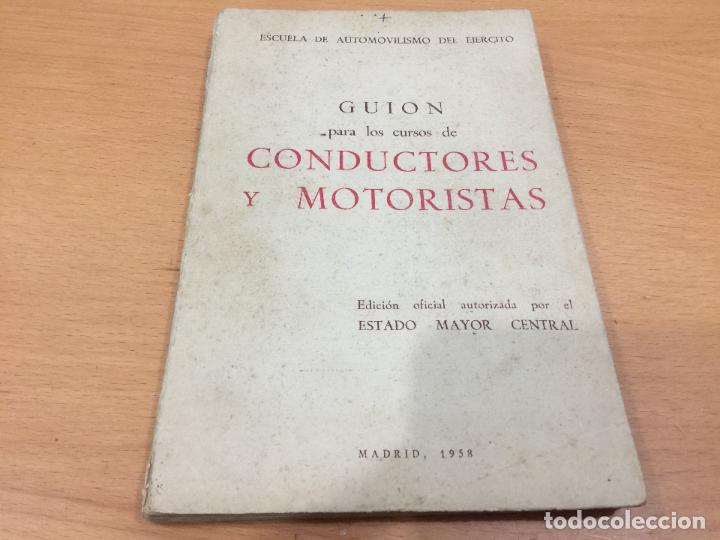 ESCUELA DE AUTOMOVILISMO DEL EJERCITO
GUION
para los cursos de
CONDUCTORES
Y MOTORISTAS
Edición oficial autorizada por el
ESTADO MAYOR CENTRAL
MADRID, 1958
todocoleccion.net